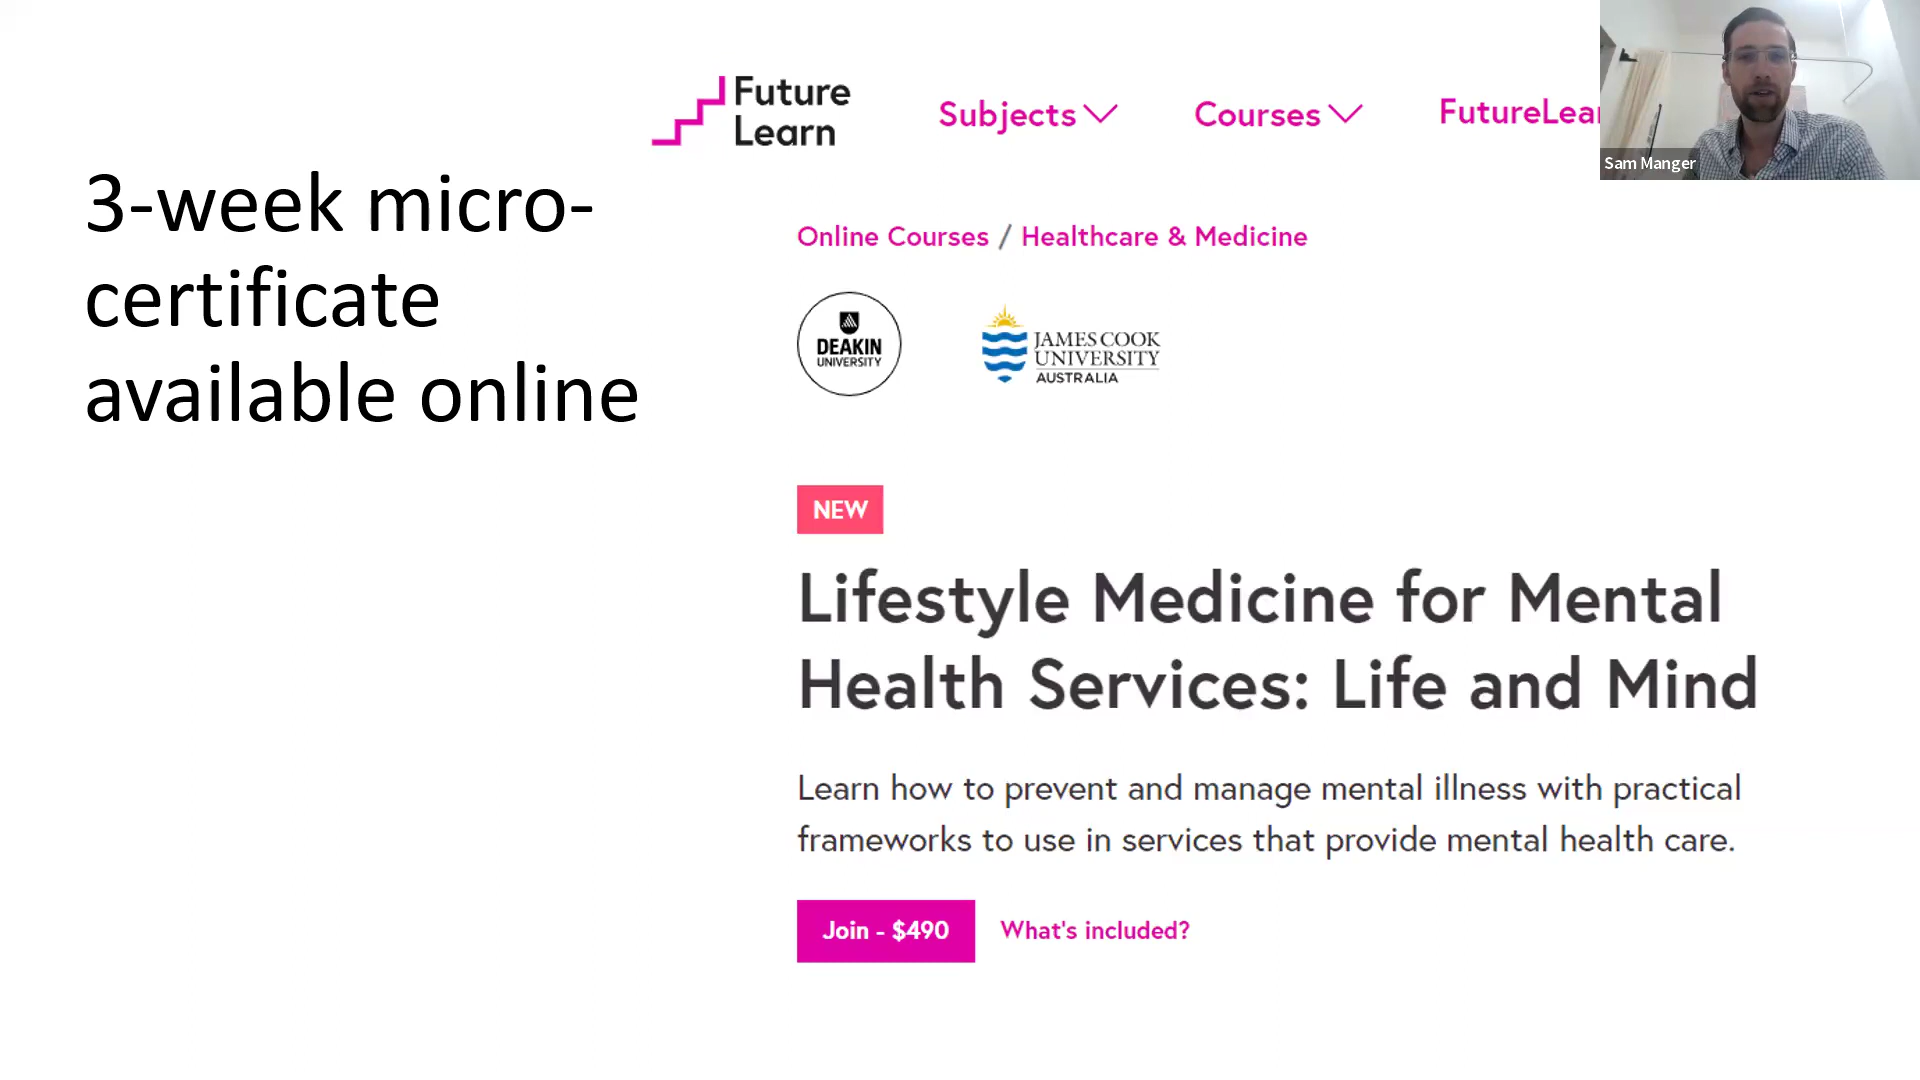 Future
Learn
Subjects
Courses
FutureLear
Sam Manger
3-week micro-
certificate
available online
Online Courses / Healthcare & Medicine
DEAKIN
UNIVERSITY
JAMES COOK
UNIVERSITY
AUSTRALIA
NEW
Lifestyle Medicine for Mental
Health Services: Life and Mind
Learn how to prevent and manage mental illness with practical
frameworks to use in services that provide mental health care.
Join - $490
What's included?